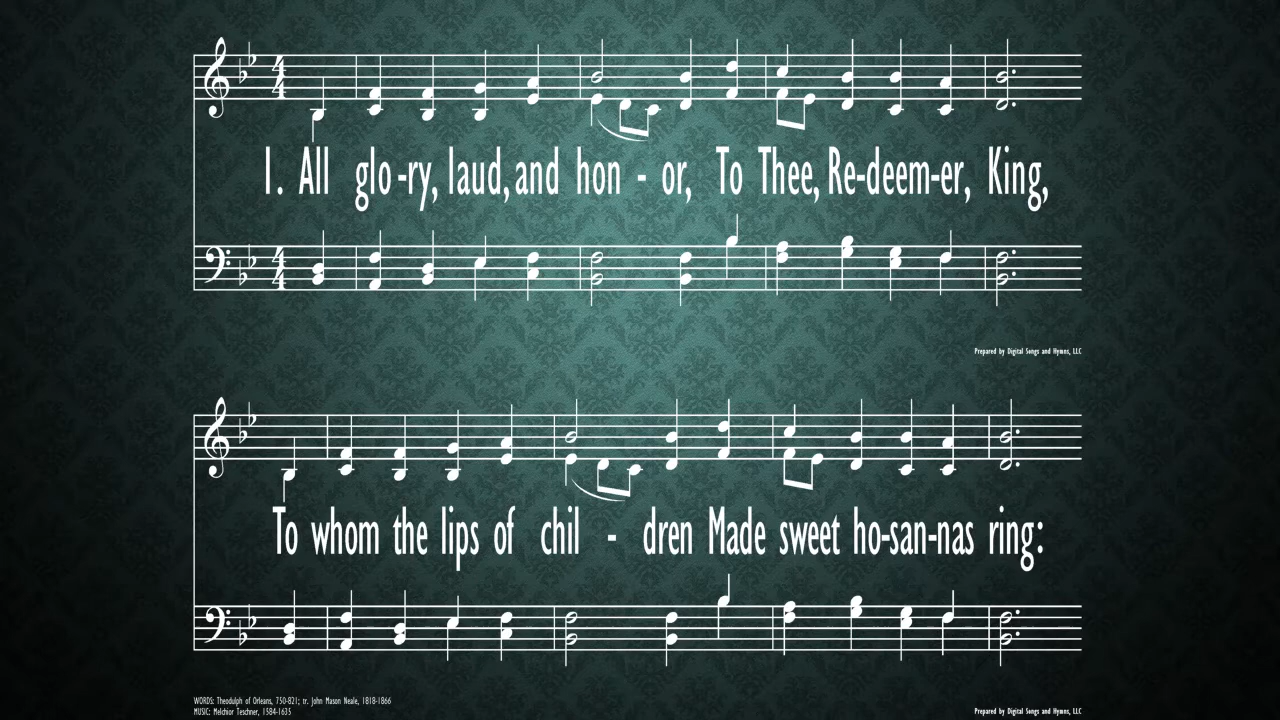 1. All glo-ry, laud, and hon - or, To Thee, Re-deem-er, King,
Prepared by Digital Songs and Hymns, LLC
To whom the lips of chil - dren Made sweet ho-san-nas ring:
WORDS: Theodulph of Orleans, 750-821; tr. John Mason Neale, 1818-1866
MUSIC: Melchior Teschner, 1584-1635
Prepared by Digital Songs and Hymns, LLC